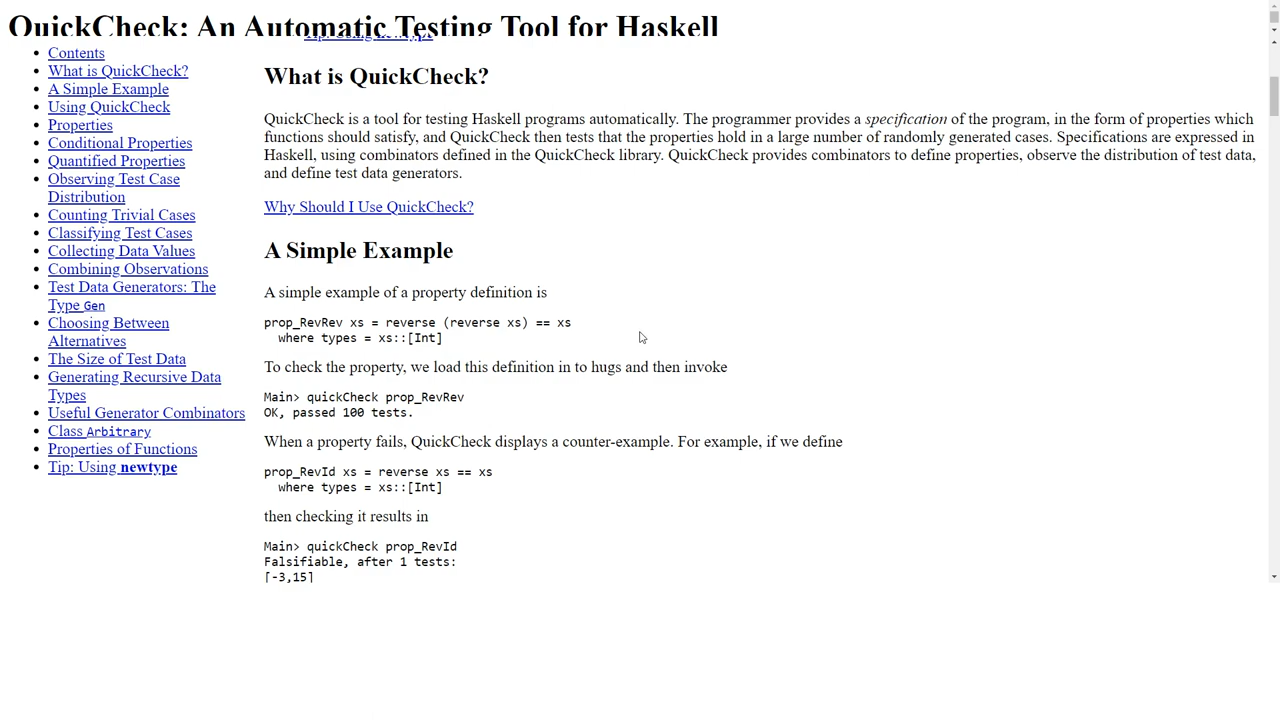 QuickCheck: An Automatic Testing Tool for Haskell
Contents
What is QuickCheck?
A Simple Example
Using QuickCheck
Properties
Conditional Properties
Quantified Properties
Observing Test Case
Distribution
Counting Trivial Cases
Classifying Test Cases
Collecting Data Values
Combining Observations
Test Data Generators: The
Type Gen
Choosing Between
Alternatives
The Size of Test Data
Generating Recursive Data
Types
Useful Generator Combinators
Class Arbitrary
Properties of Functions
Tip: Using newtype
Tip: Using newtype
What is QuickCheck?
QuickCheck is a tool for testing Haskell programs automatically. The programmer provides a specification of the program, in the form of properties which
functions should satisfy, and QuickCheck then tests that the properties hold in a large number of randomly generated cases. Specifications are expressed in
Haskell, using combinators defined in the QuickCheck library. QuickCheck provides combinators to define properties, observe the distribution of test data,
and define test data generators.
Why Should I Use QuickCheck?
A Simple Example
A simple example of a property definition is
prop_RevRev xs = reverse (reverse xs) == xs
where types = xs::[Int]
To check the property, we load this definition in to hugs and then invoke
Main> quickCheck prop_RevRev
OK, passed 100 tests.
When a property fails, QuickCheck displays a counter-example. For example, if we define
prop_RevId xs = reverse xs == xs
where types = xs::[Int]
then checking it results in
Main> quickCheck prop_RevId
Falsifiable, after 1 tests:
[-3,15]